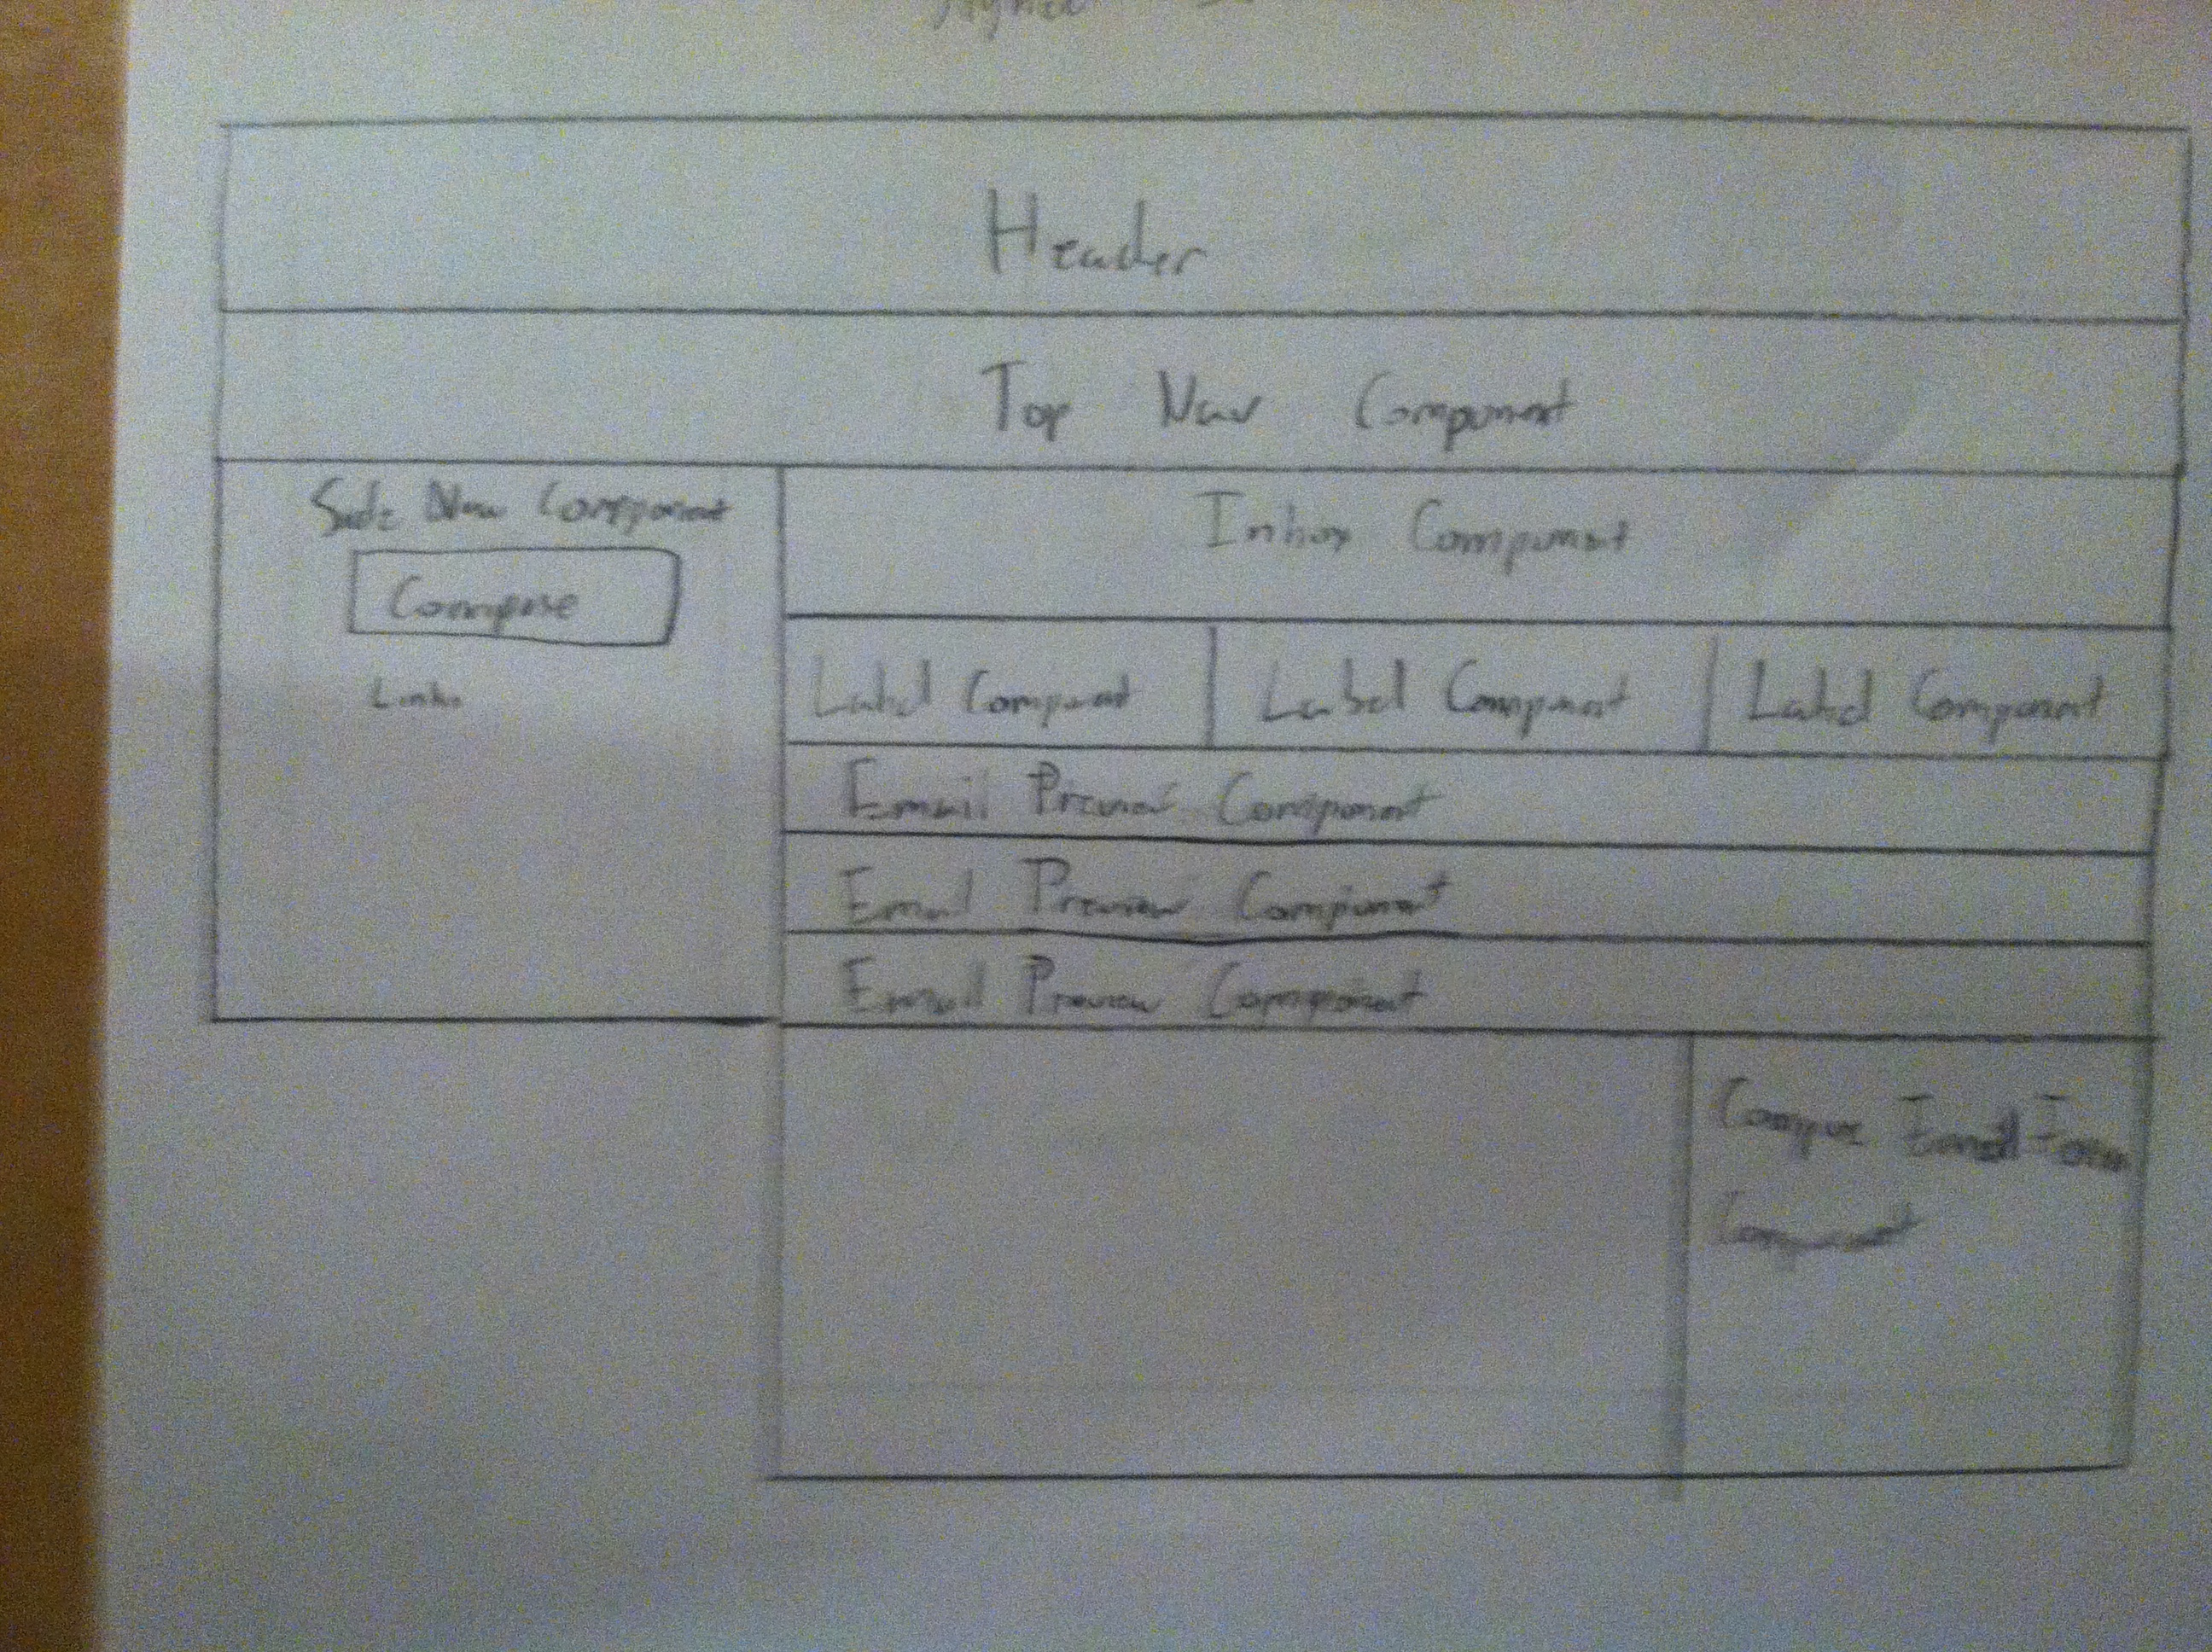 Header
Top Nav Component
Side Nav Component
Compose
Links
Inbox Component
Label Component
Label Component
Label Component
Email Preview Component
Email Preview Component
Email Preview Component
Compose Email Form
Component